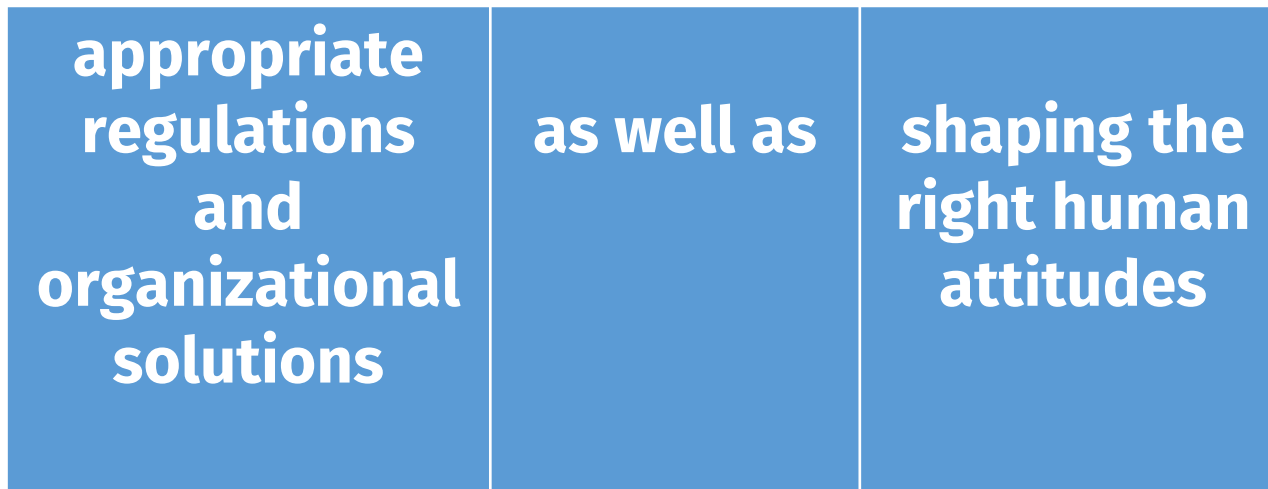 appropriate
regulations
and
organizational
solutions
as well as
shaping the
right human
attitudes